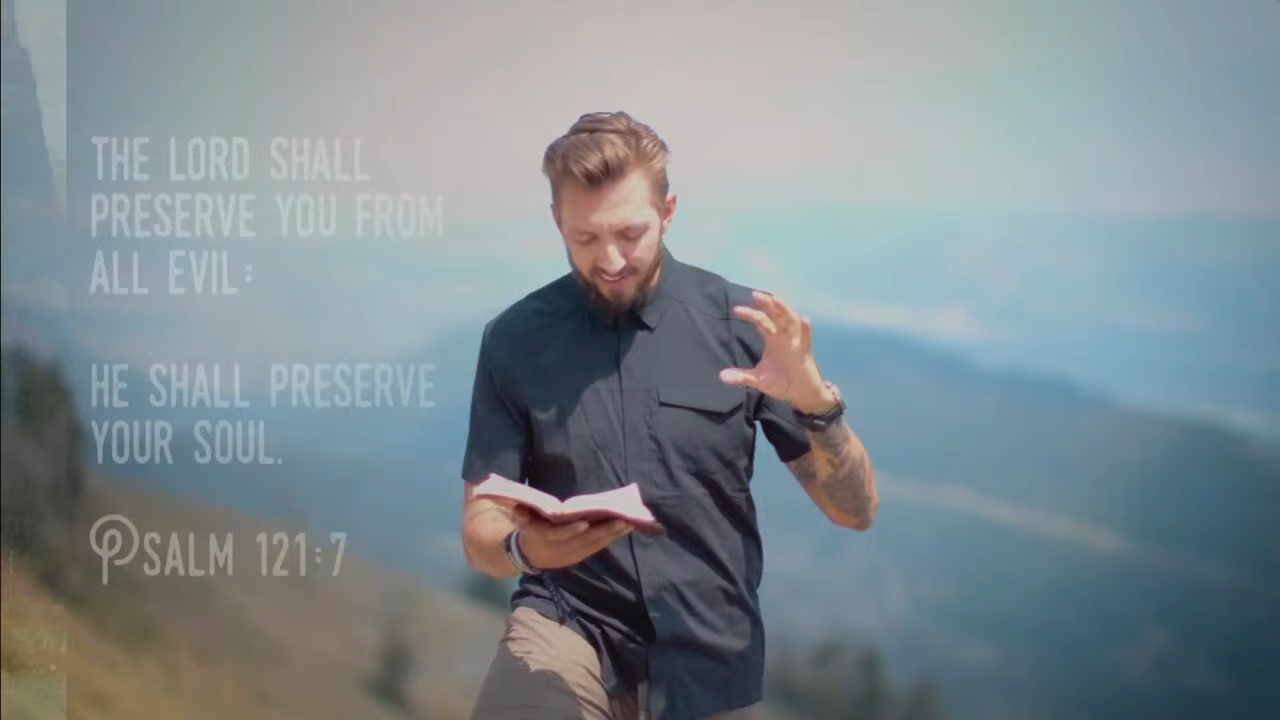 THE LORD SHALL
PRESERVE YOU FROM
ALL EVIL:
HE SHALL PRESERVE
YOUR SOUL.
PSALM 121:7